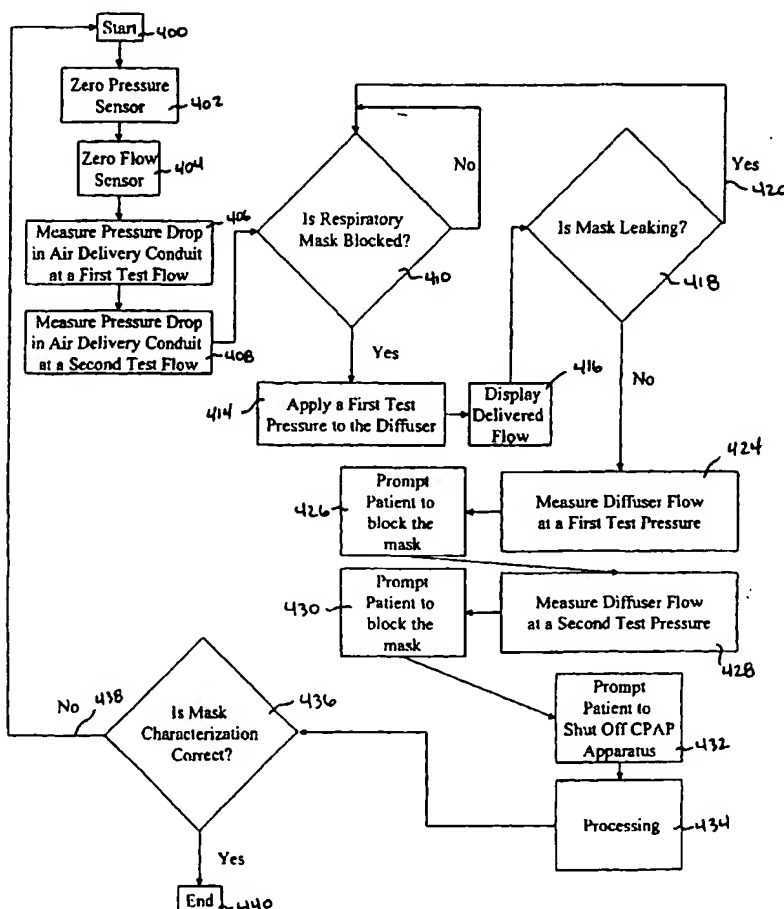 Start
400
Zero Pressure
Sensor
402
Zero Flow
Sensor
404
406
Measure Pressure Drop
in Air Delivery Conduit
at a First Test Flow
Measure Pressure Drop
in Air Delivery Conduit
at a Second Test Flow
408
Is Respiratory
Mask Blocked?
410
No
Yes
414
Apply a First Test
Pressure to the Diffuser
416
Display
Delivered
Flow
Is Mask Leaking?
418
Yes
420
No
424
Measure Diffuser Flow
at a First Test Pressure
426
Prompt
Patient to
block the
mask
Measure Diffuser Flow
at a Second Test Pressure
428
430
Prompt
Patient to
block the
mask
Prompt
Patient to
Shut Off CPAP
Apparatus
432
Processing
434
436
Is Mask
Characterization
Correct?
No
438
Yes
End
440